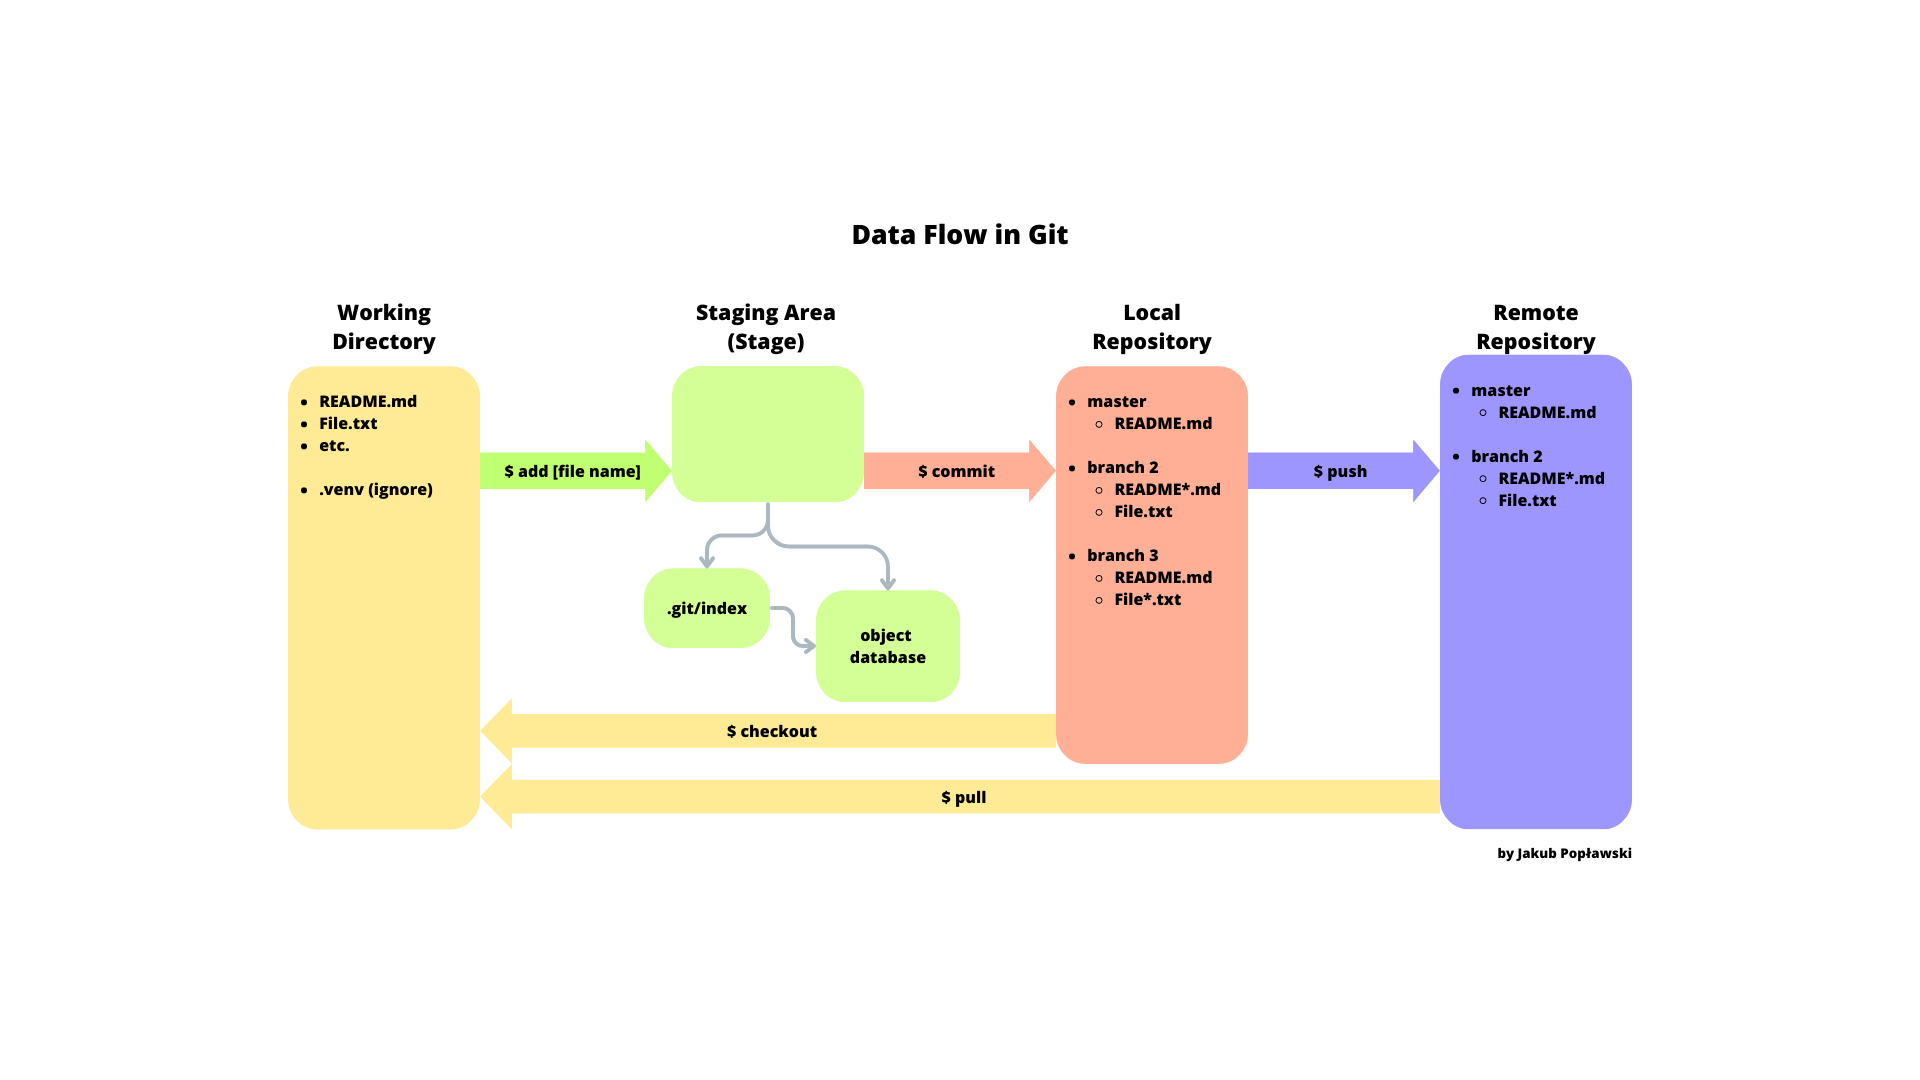 Data Flow in Git
Working
Directory
• README.md
• File.txt
• etc.
• .venv (ignore)
$ add [file name]
Staging Area
(Stage)
.git/index
object
database
$ commit
Local
Repository
• master
◦ README.md
• branch 2
◦ README*.md
◦ File.txt
• branch 3
◦ README.md
◦ File*.txt
$ push
Remote
Repository
• master
◦ README.md
• branch 2
◦ README*.md
◦ File.txt
$ checkout
$ pull
by Jakub Popławski